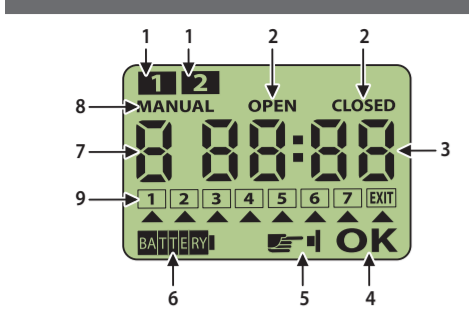 1 1 2 2
1 2
8 MANUAL OPEN CLOSED
7 8 88:88 3
9 1 2 3 4 5 6 7 EXIT
BATTERY OK
6 5 4